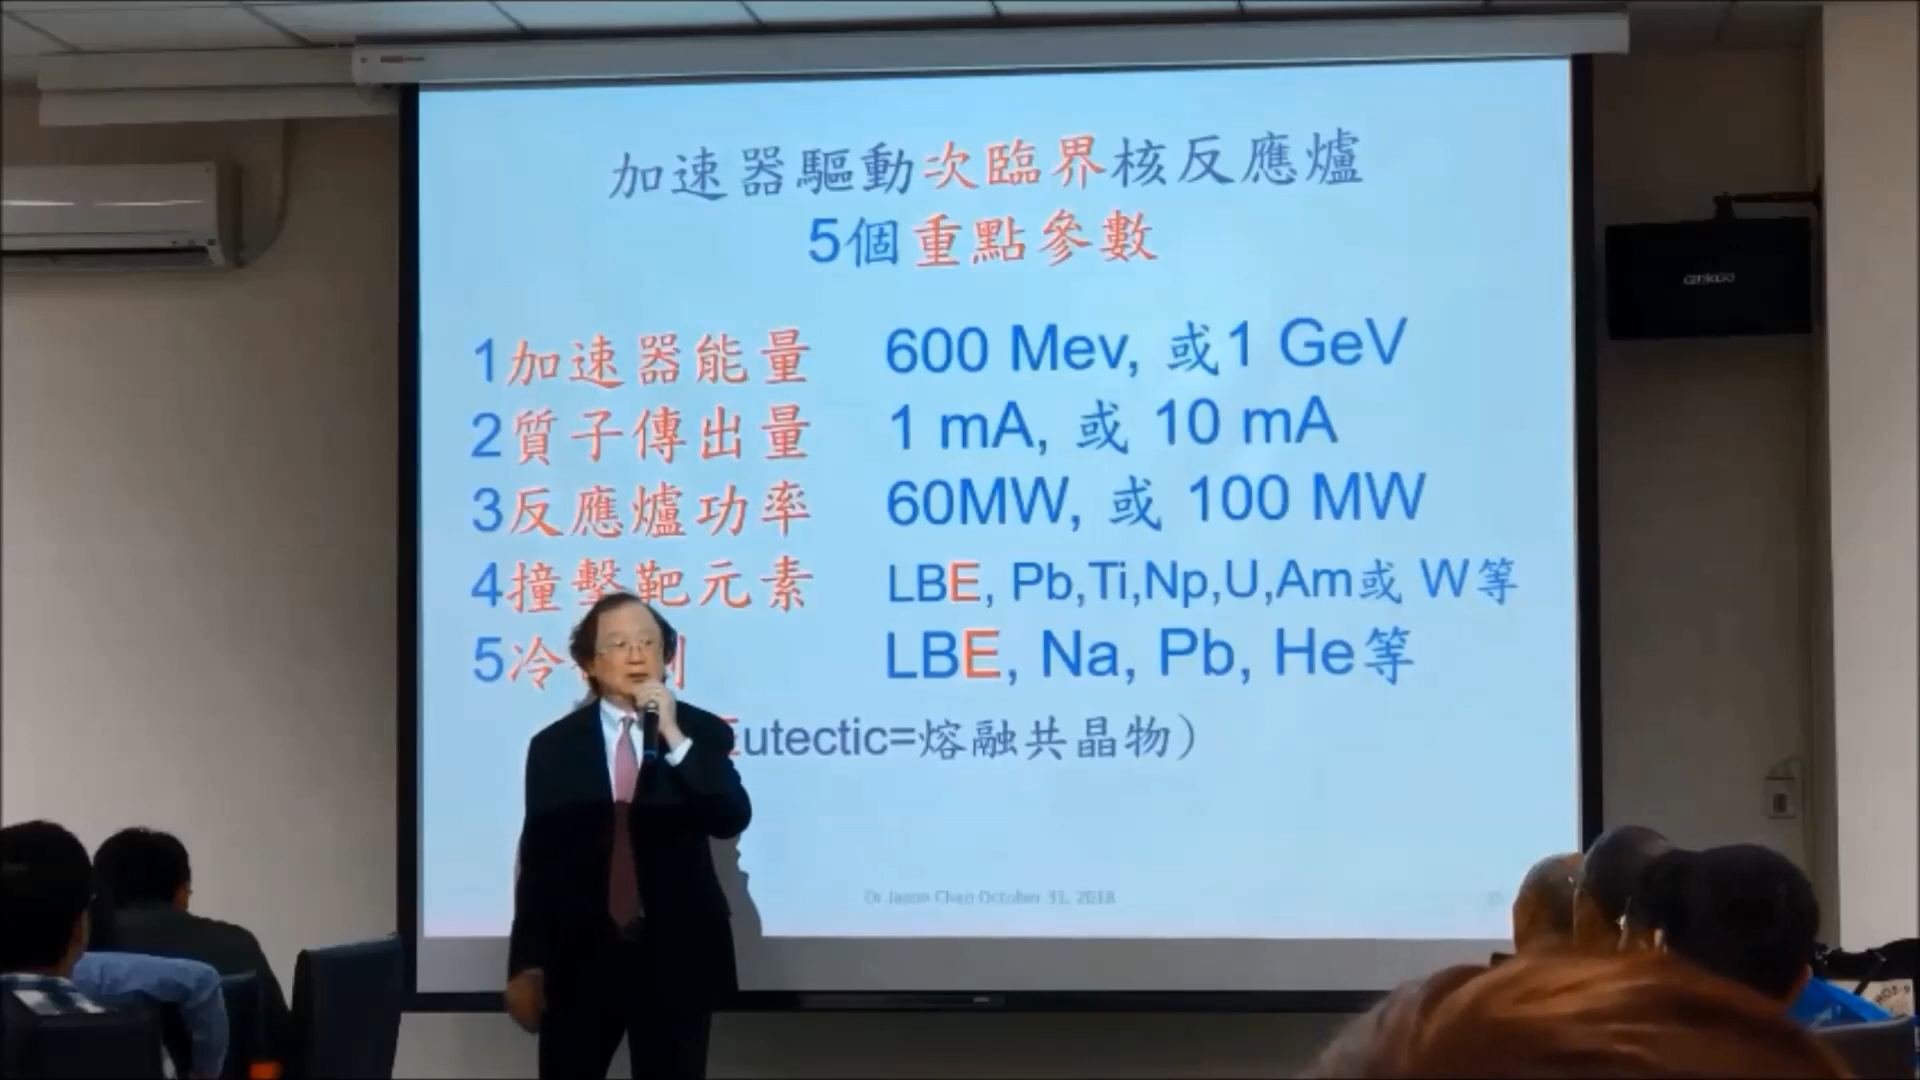 加速器驅動次臨界核反應爐
5個重點參數
1加速器能量 600 Mev, 或1 GeV
2質子傳出量 1 mA, 或 10 mA
3反應爐功率 60MW, 或 100 MW
4撞擊靶元素 LBE, Pb,Ti,Np,U,Am或 W等
5冷 LBE, Na, Pb, He等
Eutectic=熔融共晶物）
Dr Jason Chao October 31, 2018